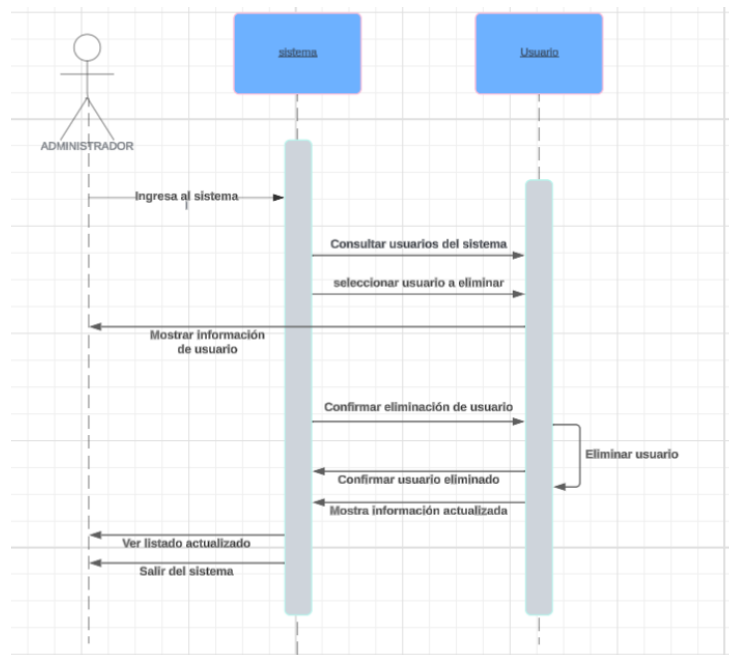 sistema
Usuario
ADMINISTRADOR
Ingresa al sistema
Consultar usuarios del sistema
seleccionar usuario a eliminar
Mostrar información
de usuario
Confirmar eliminación de usuario
Eliminar usuario
Confirmar usuario eliminado
Mostra información actualizada
Ver listado actualizado
Salir del sistema